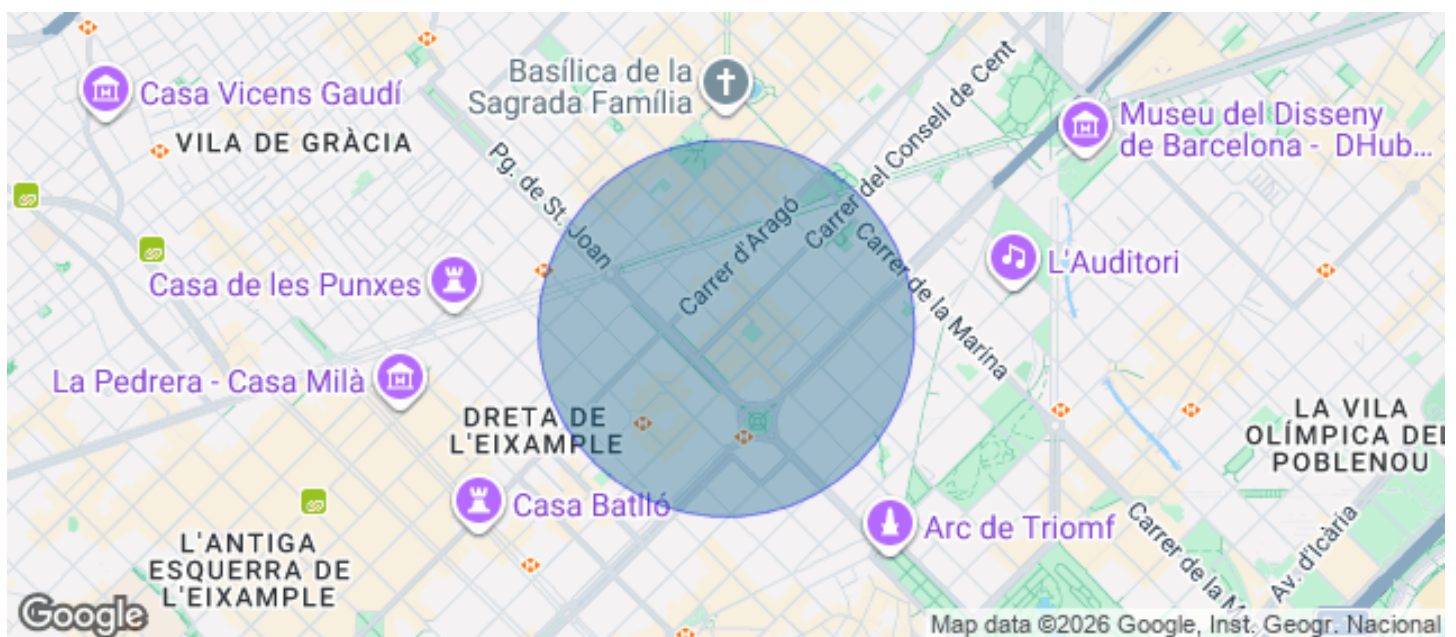 Casa Vicens Gaudí
VILA DE GRÀCIA
Basílica de la
Sagrada Família
Pg. de St. Joan
Carrer d'Aragó
Carrer del Consell de Cent
Carrer de la Marina
Museu del Disseny
de Barcelona - DHub...
L'Auditori
Casa de les Punxes
La Pedrera - Casa Milà
DRETA DE
L'EIXAMPLE
Casa Batlló
L'ANTIGA
ESQUERRA DE
L'EIXAMPLE
Arc de Triomf
LA VILA
OLÍMPICA DEL
POBLENOU
Carrer de la M
Av. d'Icària
Google
Map data ©2026 Google, Inst. Geogr. Nacional